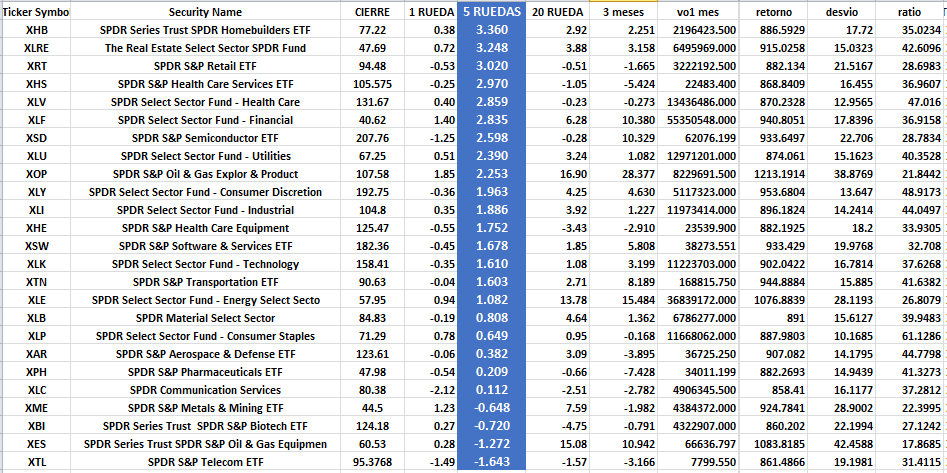 Ticker Symbo Security Name CIERRE 1 RUEDA 5 RUEDAS 20 RUEDA 3 meses vo1 mes retorno desvio ratio
XHB SPDR Series Trust SPDR Homebuilders ETF 77.22 0.38 3.360 2.92 2.251 2196423.500 886.5929 17.72 35.0234
XLRE The Real Estate Select Sector SPDR Fund 47.69 0.72 3.248 3.88 3.158 6495969.000 915.0258 15.0323 42.6096
XRT SPDR S&P Retail ETF 94.48 -0.53 3.020 -0.51 -1.665 3222192.500 882.134 21.5167 28.6983
XHS SPDR S&P Health Care Services ETF 105.575 -0.25 2.970 -1.05 -5.424 22483.400 868.8409 16.455 36.9607
XLV SPDR Select Sector Fund - Health Care 131.67 0.40 2.859 -0.23 -0.273 13436486.000 870.2328 12.9565 47.016
XLF SPDR Select Sector Fund - Financial 40.62 1.40 2.835 6.28 10.380 55350548.000 940.8051 17.8396 36.9158
XSD SPDR S&P Semiconductor ETF 207.76 -1.25 2.598 -0.28 10.329 62076.199 933.6497 22.706 28.7834
XLU SPDR Select Sector Fund - Utilities 67.25 0.51 2.390 3.24 1.082 12971201.000 874.061 15.1623 40.3528
XOP SPDR S&P Oil & Gas Explor & Product 107.58 1.85 2.253 16.90 28.377 8229691.500 1213.1914 38.8769 21.8442
XLY SPDR Select Sector Fund - Consumer Discretion 192.75 -0.36 1.963 4.25 4.630 5117323.000 953.6584 13.647 48.9173
XLI SPDR Select Sector Fund - Industrial 104.8 0.35 1.886 3.92 1.227 11973414.000 896.1824 14.2414 44.0497
XHE SPDR S&P Health Care Equipment 125.47 -0.55 1.752 -3.43 -2.910 23539.900 882.1925 18.2 33.9305
XSW SPDR S&P Software & Services ETF 182.36 -0.45 1.678 1.85 5.808 38273.551 933.429 19.9768 32.708
XLK SPDR Select Sector Fund - Technology 158.41 -0.35 1.610 1.08 3.199 11223703.000 902.0422 16.7814 37.6268
XTN SPDR S&P Transportation ETF 90.63 -0.04 1.603 2.71 8.189 168815.750 944.8884 15.885 41.6382
XLE SPDR Select Sector Fund - Energy Select Secto 57.95 0.94 1.082 13.78 15.484 36839172.000 1076.8839 28.1193 26.8079
XLB SPDR Material Select Sector 84.83 -0.19 0.808 4.64 1.362 6786277.000 891 15.6127 39.9483
XLP SPDR Select Sector Fund - Consumer Staples 71.29 0.78 0.649 0.95 -0.168 11668062.000 887.9803 10.1685 61.1286
XAR SPDR S&P Aerospace & Defense ETF 123.61 -0.06 0.382 3.09 -3.895 36725.250 907.082 14.1795 44.7798
XPH SPDR S&P Pharmaceuticals ETF 47.98 -0.54 0.209 -0.66 -7.428 34011.199 882.2693 14.9439 41.3273
XLC SPDR Communication Services 80.38 -2.12 0.112 -2.51 -2.782 4906345.500 858.41 16.1177 37.2812
XME SPDR S&P Metals & Mining ETF 44.5 1.23 -0.648 7.59 -1.982 4384372.000 924.7841 28.9002 22.3995
XBI SPDR Series Trust SPDR S&P Biotech ETF 124.18 0.27 -0.720 -4.75 -0.791 4322907.000 860.202 22.1994 27.1242
XES SPDR Series Trust SPDR S&P Oil & Gas Equipmen 60.53 0.28 -1.272 15.08 10.942 66636.797 1083.8185 42.4588 17.8685
XTL SPDR S&P Telecom ETF 95.3768 -1.49 -1.643 -1.57 -3.166 7799.550 861.4866 19.1981 31.4115